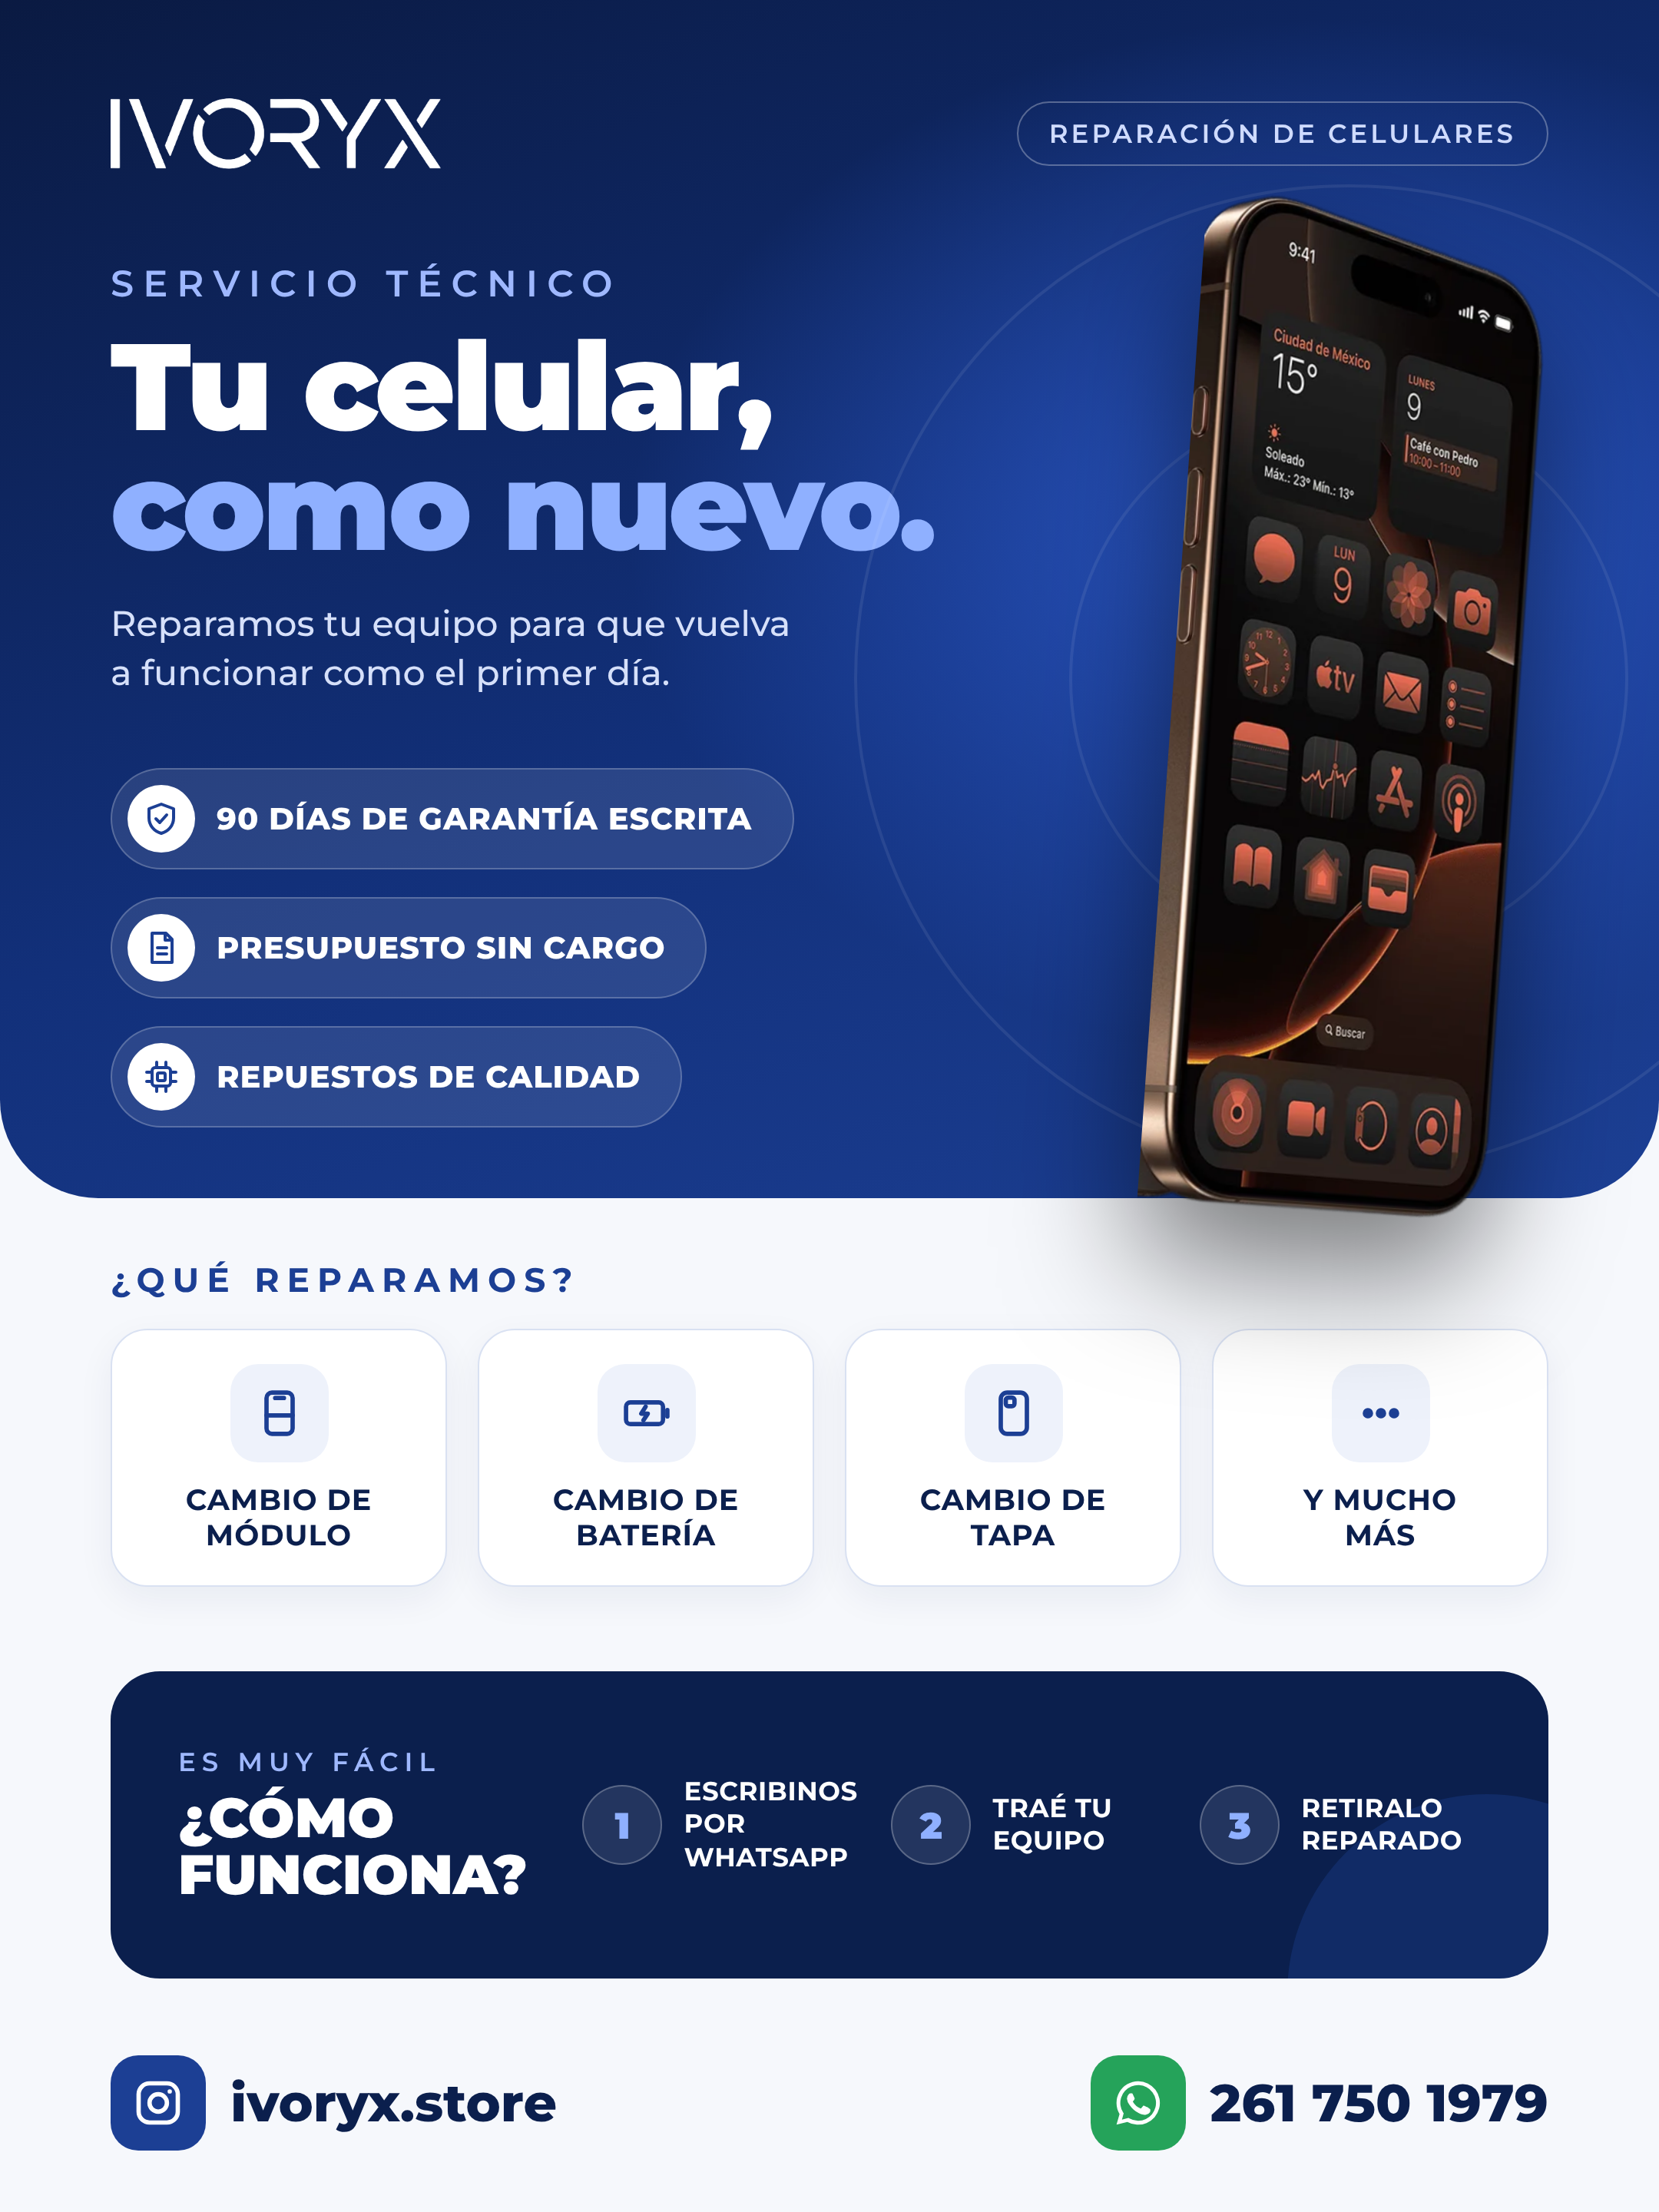 IVORYX
REPARACIÓN DE CELULARES
SERVICIO TÉCNICO
Tu celular,
como nuevo.
Reparamos tu equipo para que vuelva
a funcionar como el primer día.
90 DÍAS DE GARANTÍA ESCRITA
PRESUPUESTO SIN CARGO
REPUESTOS DE CALIDAD
9:41
Ciudad de México
15°
Soleado
Máx.: 23° Mín.: 13°
LUNES
9
Café con Pedro
10:00 – 11:00
LUN
9
tv
Buscar
¿QUÉ REPARAMOS?
CAMBIO DE
MÓDULO
CAMBIO DE
BATERÍA
CAMBIO DE
TAPA
Y MUCHO
MÁS
ES MUY FÁCIL
¿CÓMO
FUNCIONA?
1
ESCRIBINOS
POR
WHATSAPP
2
TRAÉ TU
EQUIPO
3
RETIRALO
REPARADO
ivoryx.store
261 750 1979